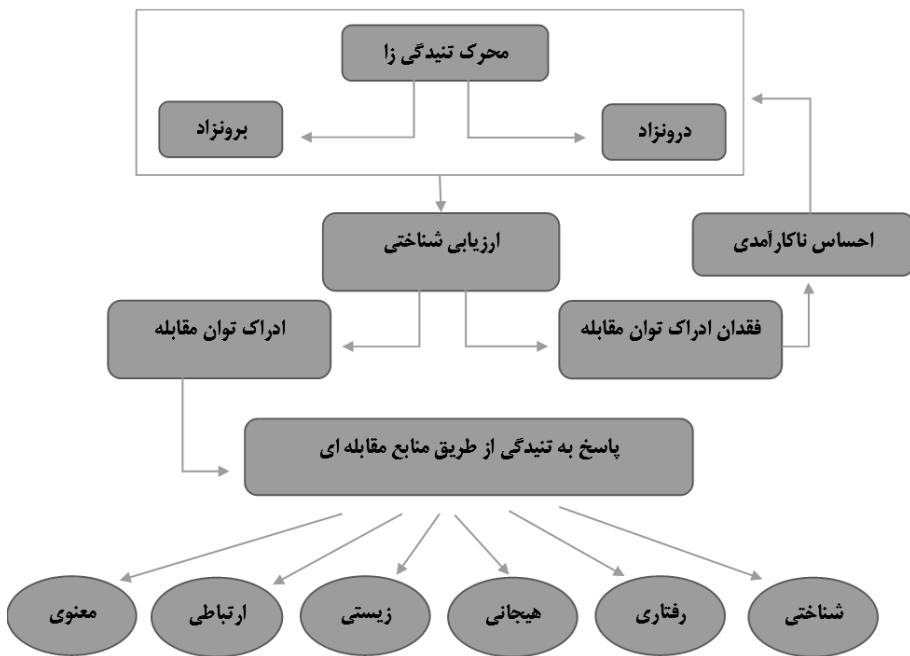 محرک تنیدگی زا
درونزاد
برونزاد
ارزیابی شناختی
احساس ناکارآمدی
فقدان ادراک توان مقابله
ادراک توان مقابله
پاسخ به تنیدگی از طریق منابع مقابله ای
شناختی
رفتاری
هیجانی
زیستی
ارتباطی
معنوی